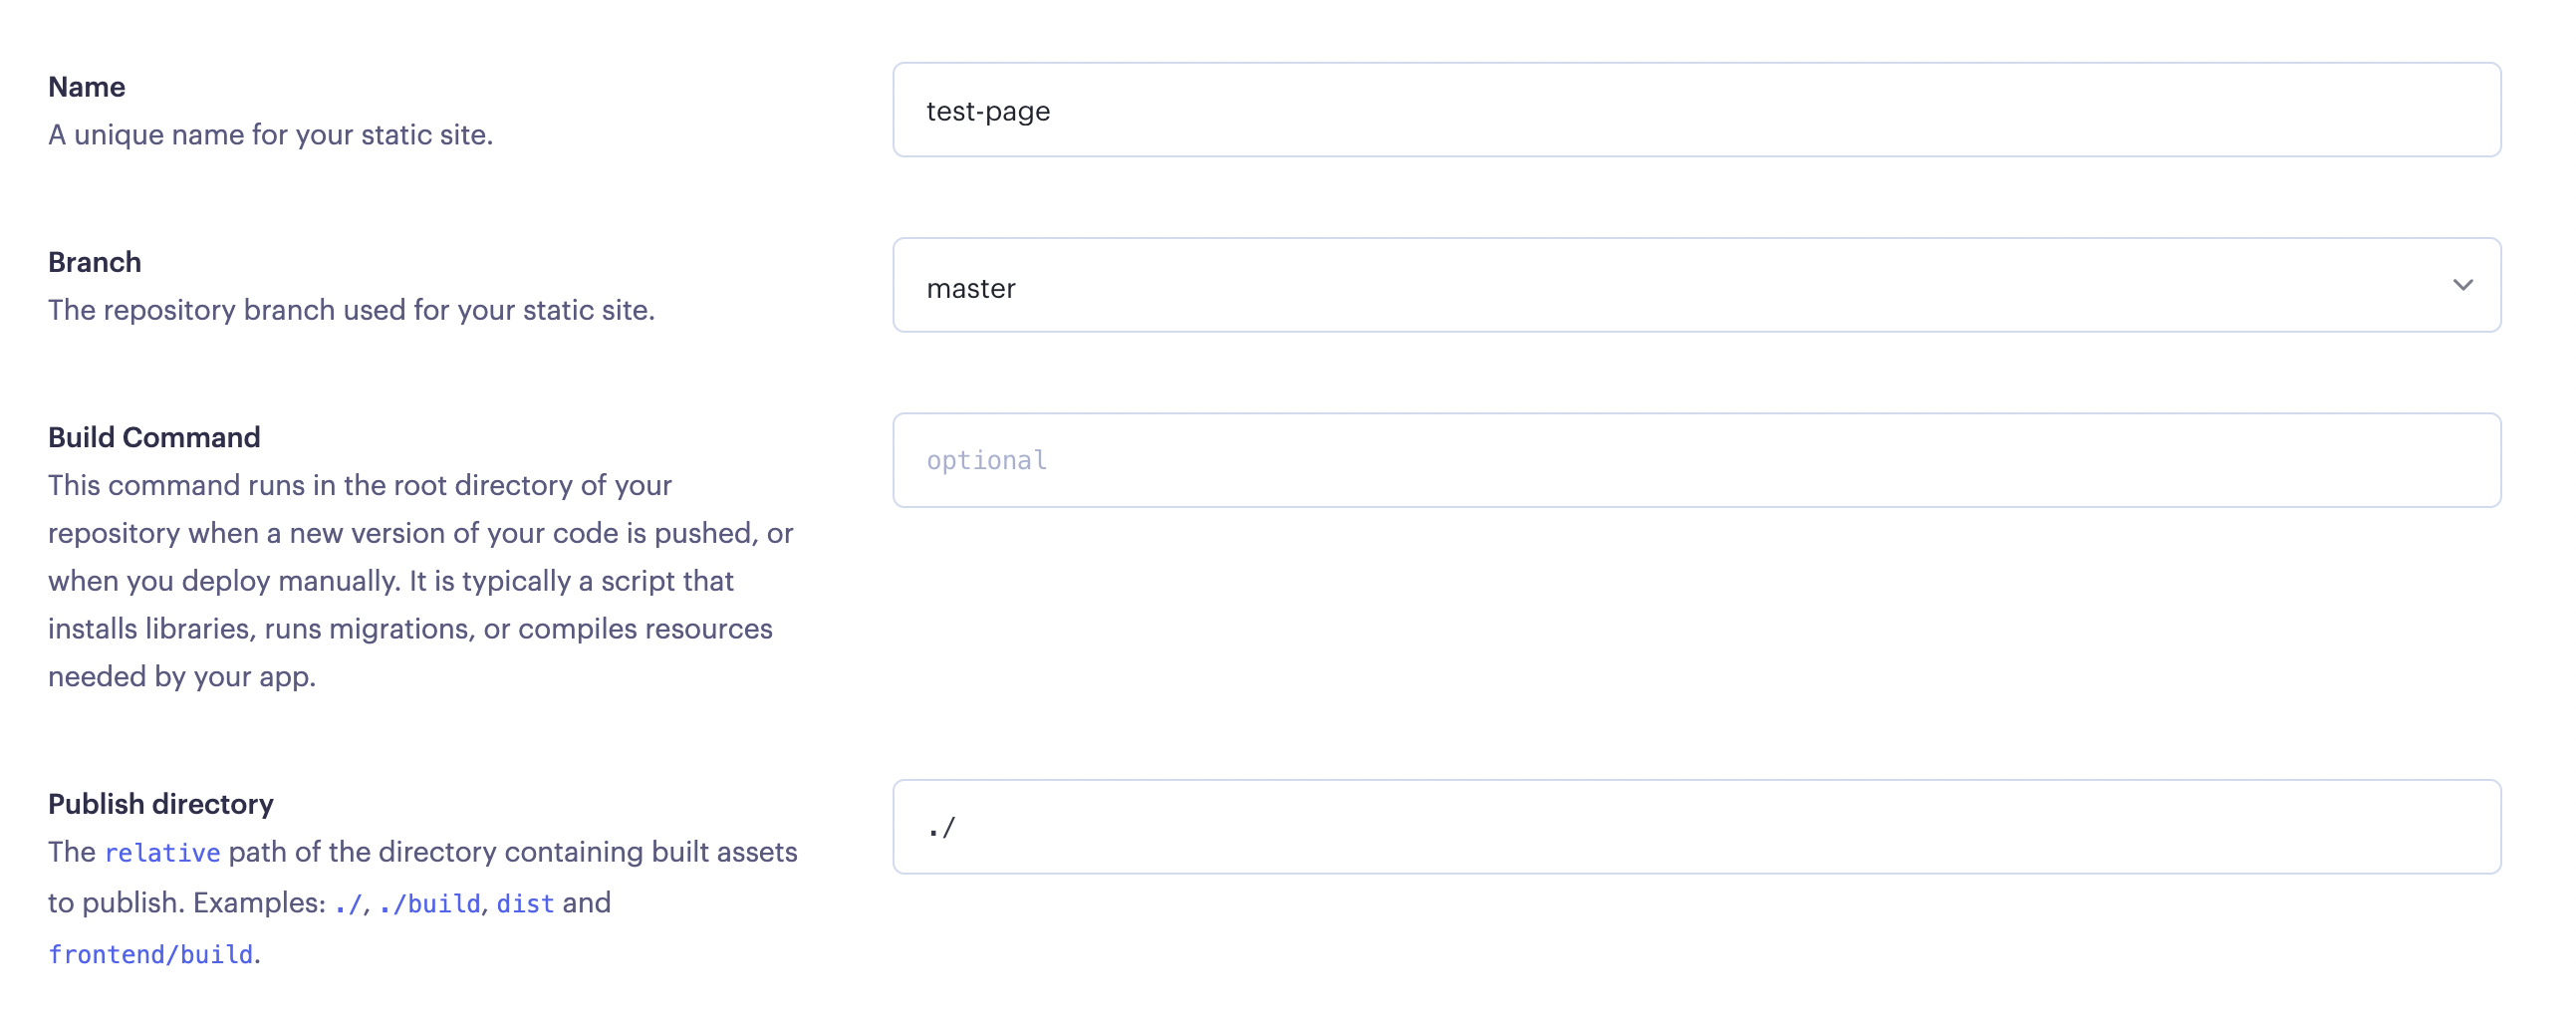 Name
A unique name for your static site.
test-page
Branch
The repository branch used for your static site.
master
Build Command
This command runs in the root directory of your
repository when a new version of your code is pushed, or
when you deploy manually. It is typically a script that
installs libraries, runs migrations, or compiles resources
needed by your app.
optional
Publish directory
The relative path of the directory containing built assets
to publish. Examples: ./, ./build, dist and
frontend/build.
./